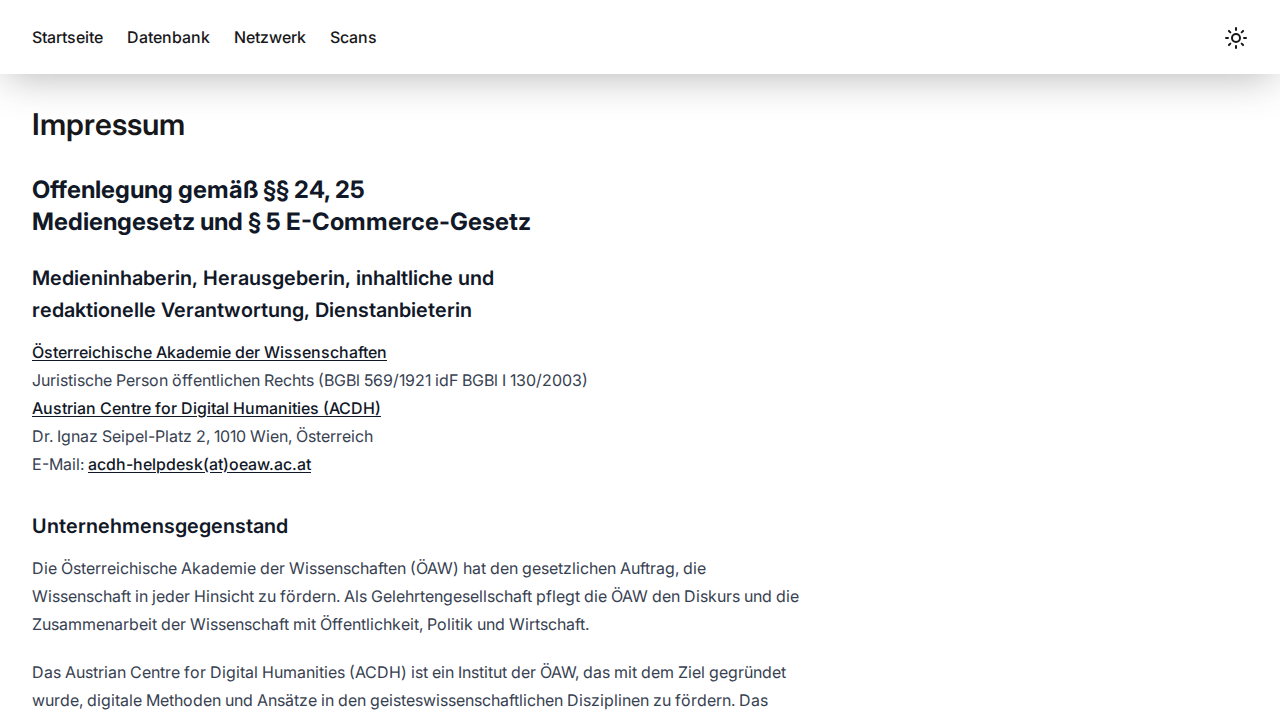 Startseite Datenbank Netzwerk Scans
Impressum
Offenlegung gemäß §§ 24, 25
Mediengesetz und § 5 E-Commerce-Gesetz
Medieninhaberin, Herausgeberin, inhaltliche und
redaktionelle Verantwortung, Dienstanbieterin
Österreichische Akademie der Wissenschaften
Juristische Person öffentlichen Rechts (BGBl 569/1921 idF BGBl I 130/2003)
Austrian Centre for Digital Humanities (ACDH)
Dr. Ignaz Seipel-Platz 2, 1010 Wien, Österreich
E-Mail: acdh-helpdesk(at)oeaw.ac.at
Unternehmensgegenstand
Die Österreichische Akademie der Wissenschaften (ÖAW) hat den gesetzlichen Auftrag, die
Wissenschaft in jeder Hinsicht zu fördern. Als Gelehrtengesellschaft pflegt die ÖAW den Diskurs und die
Zusammenarbeit der Wissenschaft mit Öffentlichkeit, Politik und Wirtschaft.
Das Austrian Centre for Digital Humanities (ACDH) ist ein Institut der ÖAW, das mit dem Ziel gegründet
wurde, digitale Methoden und Ansätze in den geisteswissenschaftlichen Disziplinen zu fördern. Das